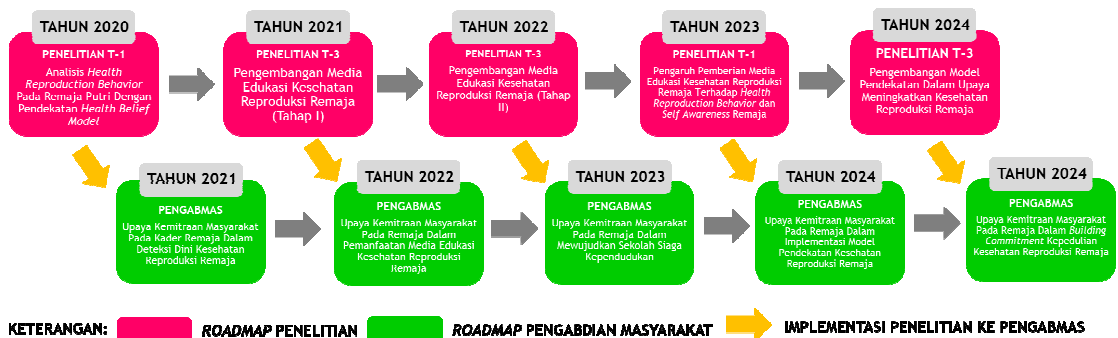 TAHUN 2020
PENELITIAN T-1
Analisis Health
Reproduction Behavior
Pada Remaja Putri Dengan
Pendekatan Health Belief
Model
TAHUN 2021
PENELITIAN T-3
Pengembangan Media
Edukasi Kesehatan
Reproduksi Remaja
(Tahap I)
TAHUN 2022
PENELITIAN T-3
Pengembangan Media
Edukasi Kesehatan
Reproduksi Remaja (Tahap
II)
TAHUN 2023
PENELITIAN T-1
Pengaruh Pemberian Media
Edukasi Kesehatan Reproduksi
Remaja Terhadap Health
Reproduction Behavior dan
Self Awareness Remaja
TAHUN 2024
PENELITIAN T-3
Pengembangan Model
Pendekatan Dalam Upaya
Meningkatkan Kesehatan
Reproduksi Remaja
TAHUN 2021
PENGABMAS
Upaya Kemitraan Masyarakat
Pada Kader Remaja Dalam
Deteksi Dini Kesehatan
Reproduksi Remaja
TAHUN 2022
PENGABMAS
Upaya Kemitraan Masyarakat
Pada Remaja Dalam
Pemanfaatan Media Edukasi
Kesehatan Reproduksi
Remaja
TAHUN 2023
PENGABMAS
Upaya Kemitraan Masyarakat
Pada Remaja Dalam
Mewujudkan Sekolah Siaga
Kependudukan
TAHUN 2024
PENGABMAS
Upaya Kemitraan Masyarakat
Pada Remaja Dalam
Implementasi Model
Pendekatan Kesehatan
Reproduksi Remaja
TAHUN 2024
PENGABMAS
Upaya Kemitraan Masyarakat
Pada Remaja Dalam Building
Commitment Kepedulian
Kesehatan Reproduksi Remaja
KETERANGAN:
ROADMAP PENELITIAN
ROADMAP PENGABDIAN MASYARAKAT
IMPLEMENTASI PENELITIAN KE PENGABMAS